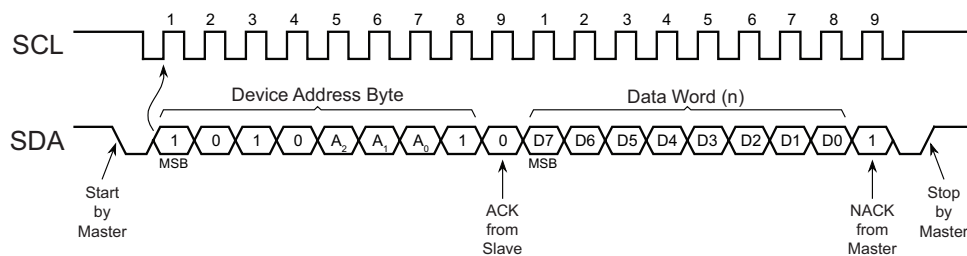 1 2 3 4 5 6 7 8 9 1 2 3 4 5 6 7 8 9
SCL
Device Address Byte
Data Word (n)
SDA
1 0 1 0 A₂ A₁ A₀ 1 0 D7 D6 D5 D4 D3 D2 D1 D0 1
MSB
MSB
Start
by
Master
ACK
from
Slave
NACK
from
Master
Stop
by
Master